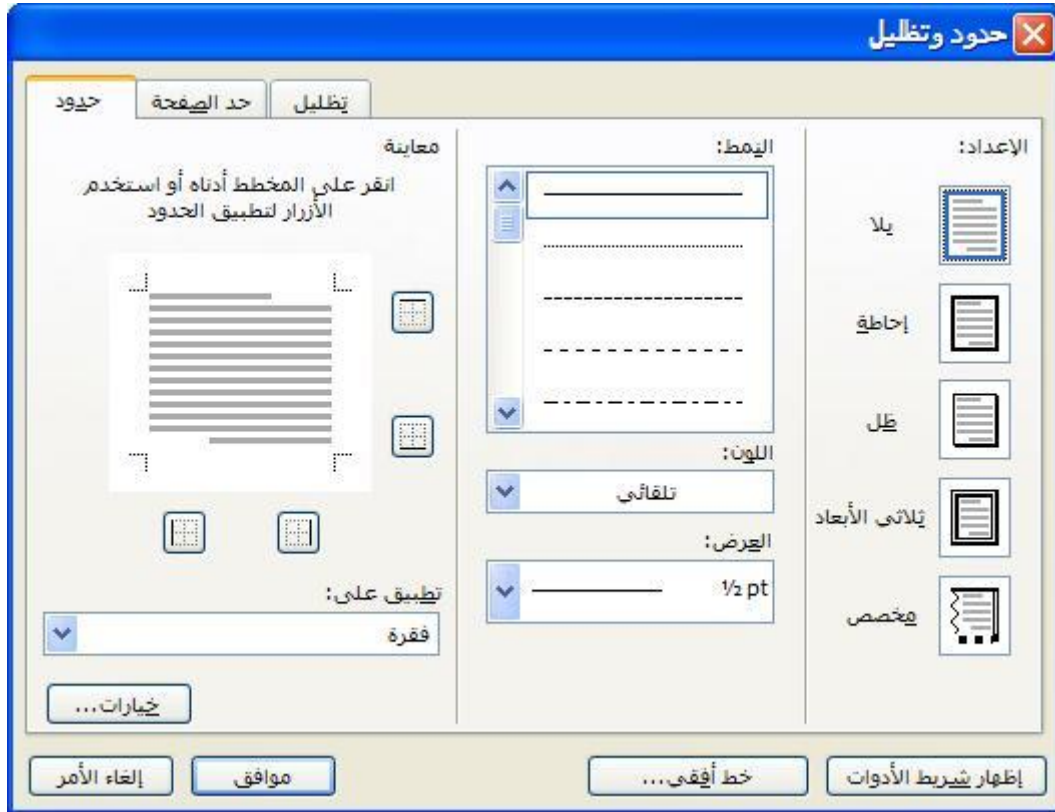 حدود وتظليل
حدود
حد الصفحة
تظليل
الإعداد:
بلا
إحاطة
ظل
ثلاثي الأبعاد
مخصص
النمط:
اللون:
تلقائي
العرض:
½ pt
معاينة
انقر على المخطط أدناه أو استخدم
الأزرار لتطبيق الحدود
تطبيق على:
فقرة
خيارات...
إظهار شريط الأدوات
خط أفقي...
موافق
إلغاء الأمر